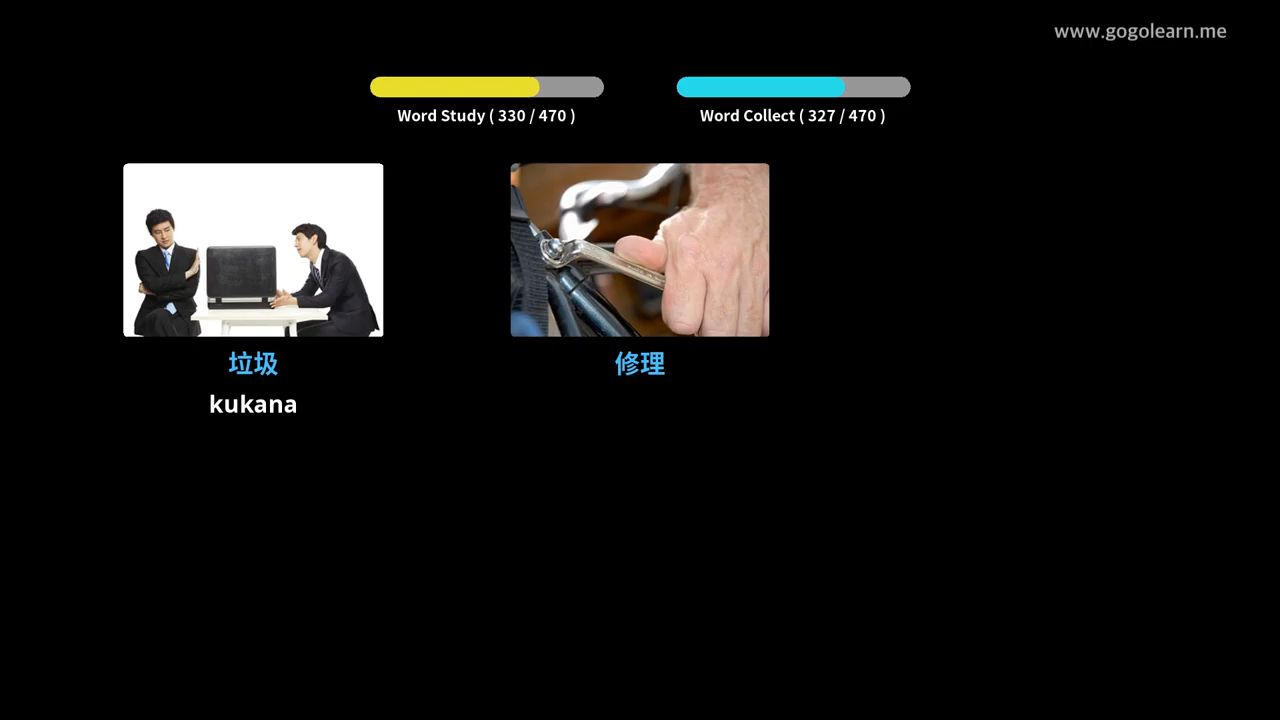 www.gogolearn.me
Word Study ( 330 / 470 )
Word Collect ( 327 / 470 )
垃圾
修理
kukana